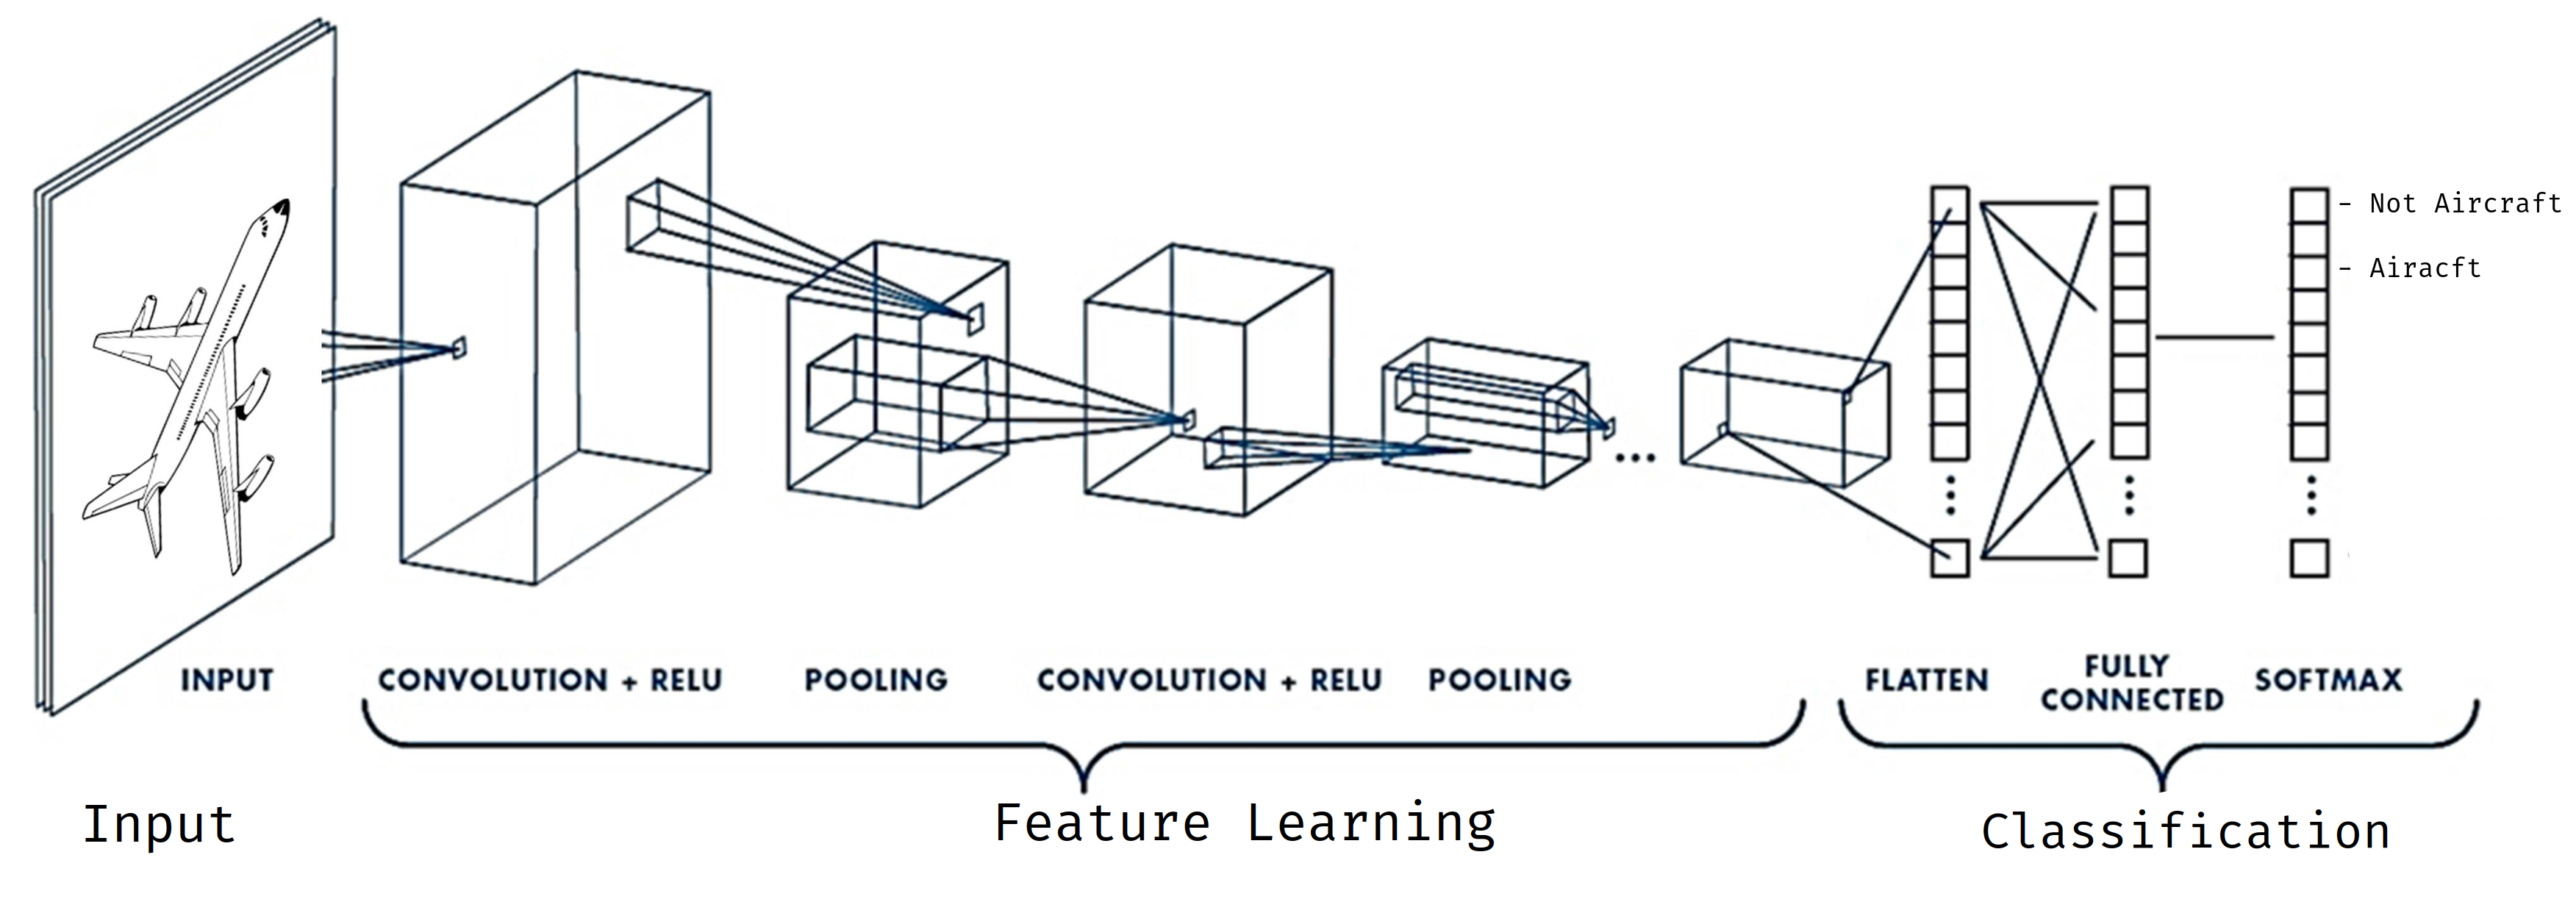 - Not Aircraft
- Airacft
INPUT
CONVOLUTION + RELU
POOLING
CONVOLUTION + RELU
POOLING
...
FLATTEN
FULLY
CONNECTED
SOFTMAX
Input
Feature Learning
Classification